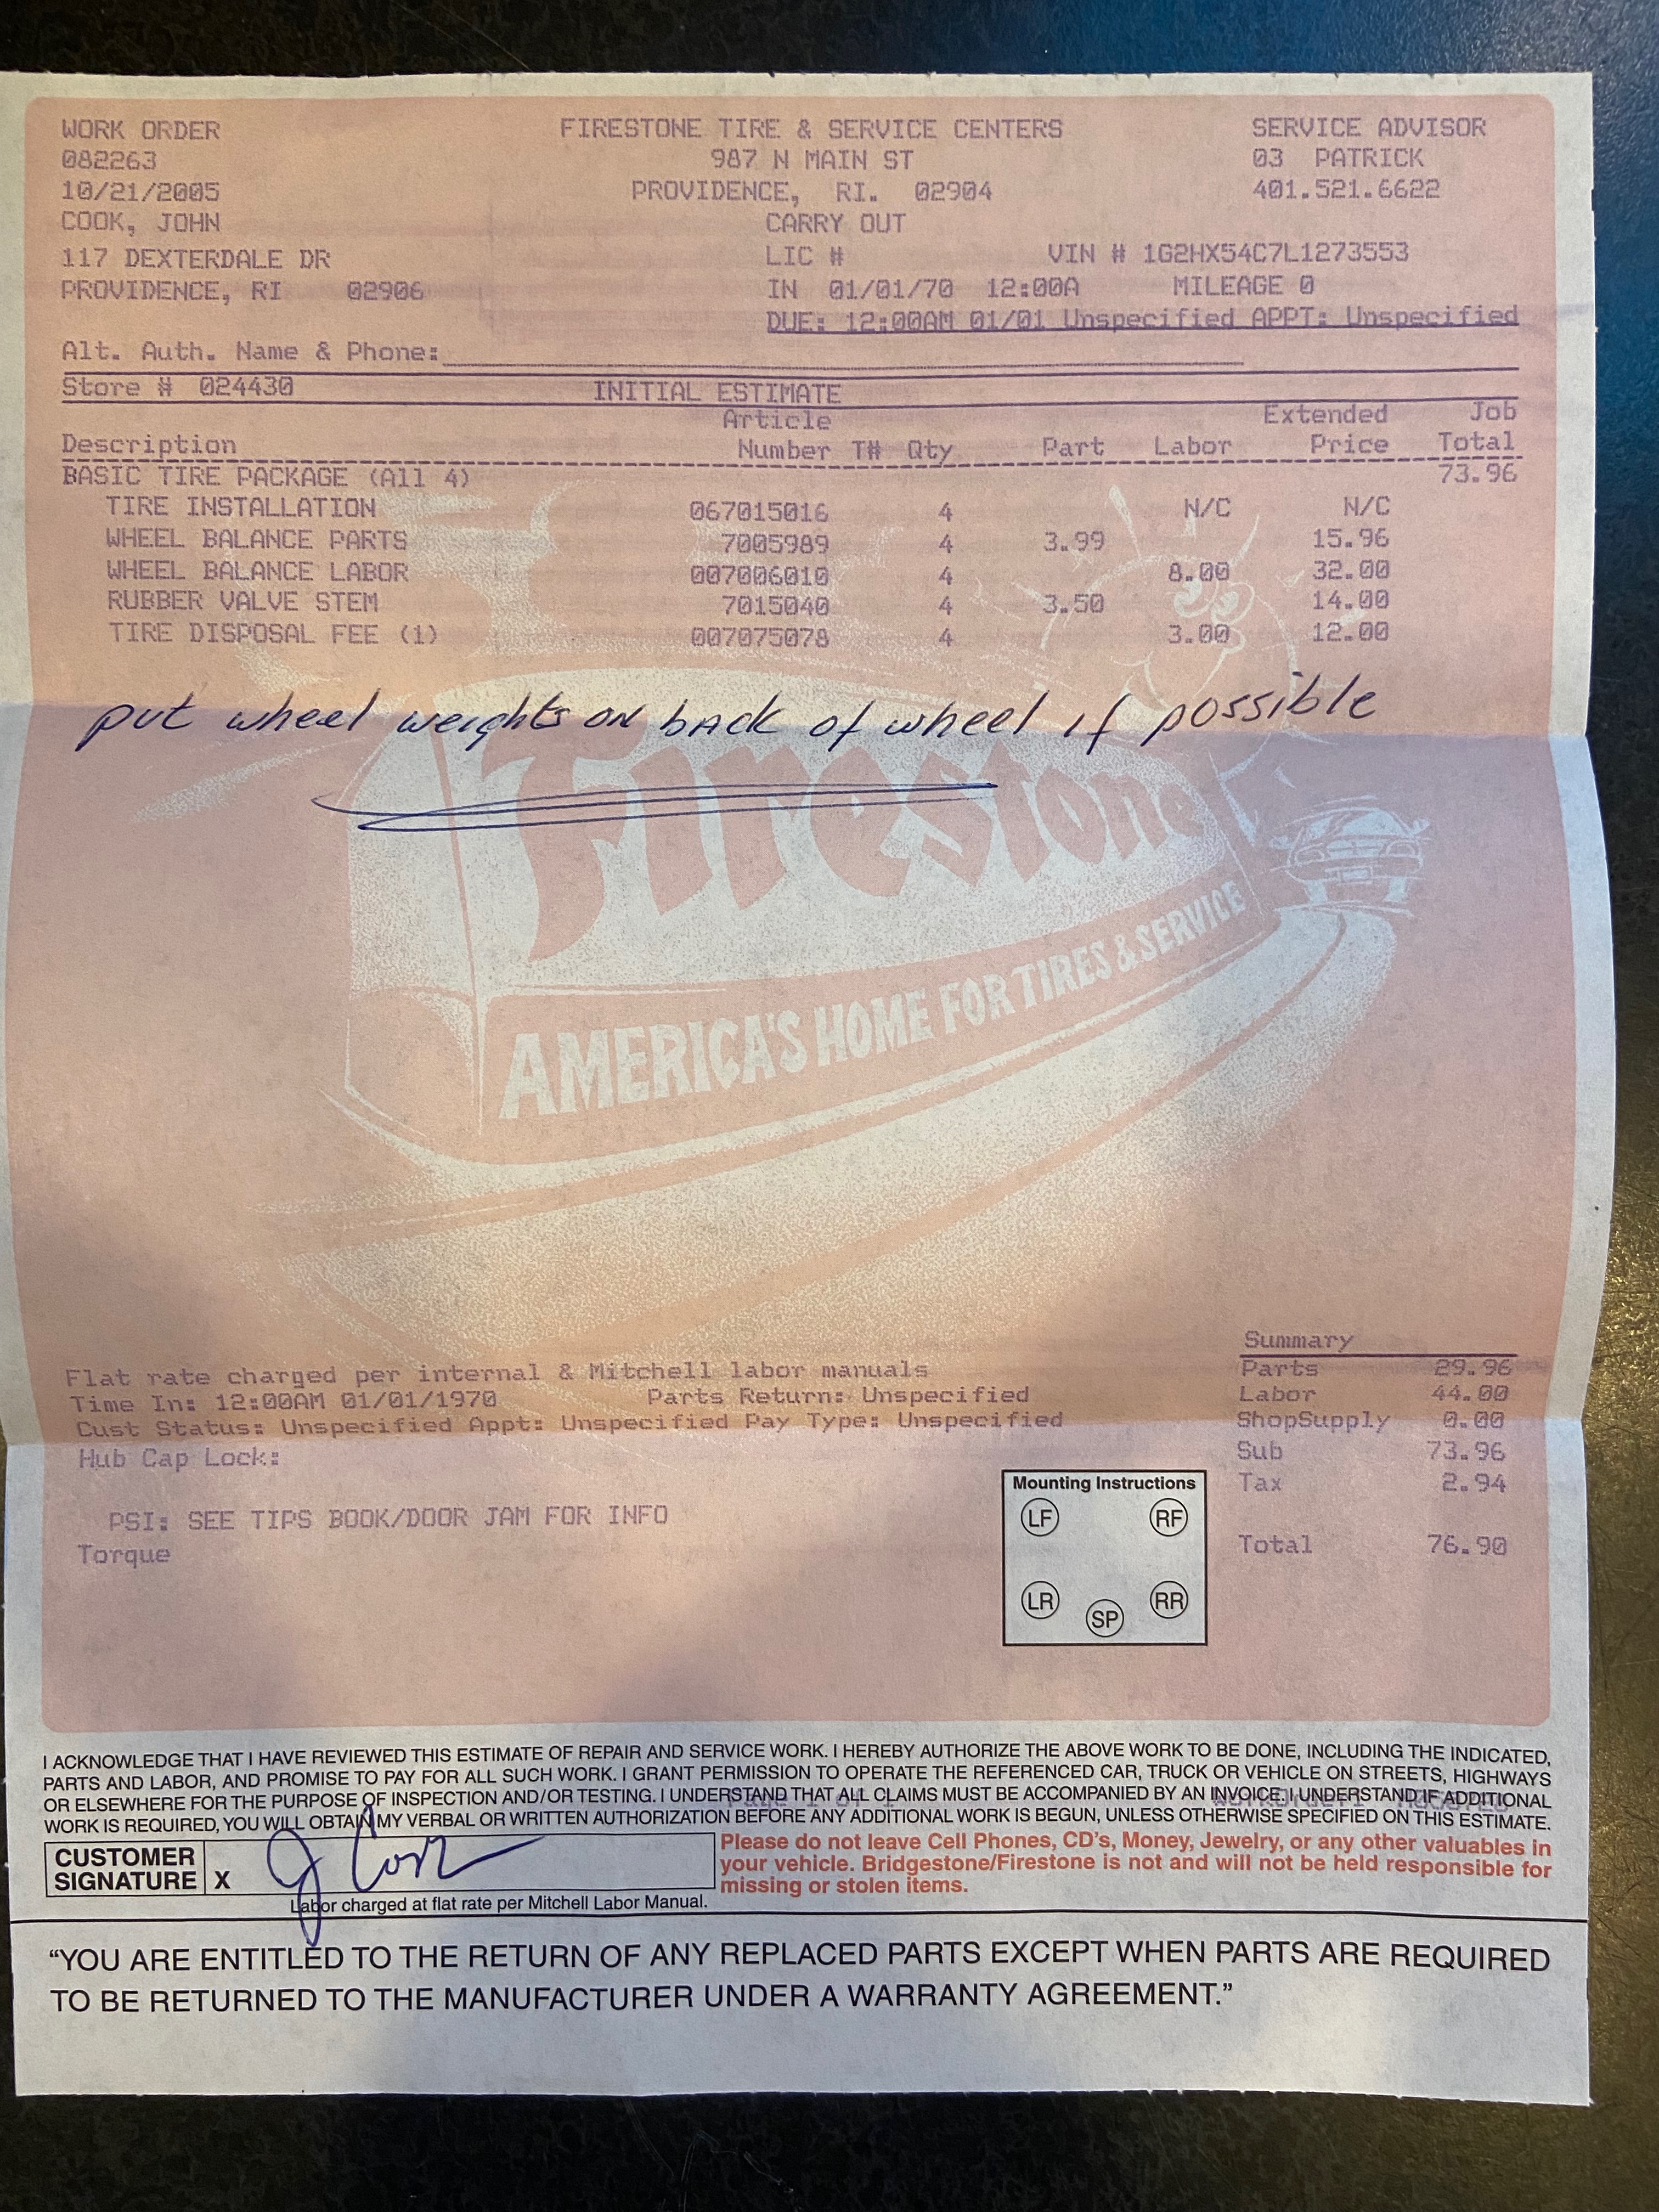 WORK ORDER FIRESTONE TIRE & SERVICE CENTERS SERVICE ADVISOR
082263 987 N MAIN ST 03 PATRICK
10/21/2005 PROVIDENCE, RI. 02904 401.521.6622
COOK, JOHN CARRY OUT
117 DEXTERDALE DR LIC # VIN # 1G2HX54C7L1273553
PROVIDENCE, RI 02906 IN 01/01/70 12:00A MILEAGE 0
DUE: 12:00AM 01/01 Unspecified APPT: Unspecified
Alt. Auth. Name & Phone:
Store # 024430 INITIAL ESTIMATE
Article Extended Job
Description Number T# Qty Part Labor Price Total
BASIC TIRE PACKAGE (All 4) 73.96
TIRE INSTALLATION 067015016 4 N/C N/C
WHEEL BALANCE PARTS 7005989 4 3.99 15.96
WHEEL BALANCE LABOR 007006010 4 8.00 32.00
RUBBER VALVE STEM 7015040 4 3.50 14.00
TIRE DISPOSAL FEE (1) 007075078 4 3.00 12.00
put wheel weights on back of wheel if possible
Firestone
AMERICA'S HOME FOR TIRES & SERVICE
Summary
Flat rate charged per internal & Mitchell labor manuals Parts 29.96
Time In: 12:00AM 01/01/1970 Parts Return: Unspecified Labor 44.00
Cust Status: Unspecified Appt: Unspecified Pay Type: Unspecified ShopSupply 0.00
Hub Cap Lock: Sub 73.96
Mounting Instructions Tax 2.94
PSI: SEE TIPS BOOK/DOOR JAM FOR INFO LF RF
Torque Total 76.90
LR SP RR
I ACKNOWLEDGE THAT I HAVE REVIEWED THIS ESTIMATE OF REPAIR AND SERVICE WORK. I HEREBY AUTHORIZE THE ABOVE WORK TO BE DONE, INCLUDING THE INDICATED,
PARTS AND LABOR, AND PROMISE TO PAY FOR ALL SUCH WORK. I GRANT PERMISSION TO OPERATE THE REFERENCED CAR, TRUCK OR VEHICLE ON STREETS, HIGHWAYS
OR ELSEWHERE FOR THE PURPOSE OF INSPECTION AND/OR TESTING. I UNDERSTAND THAT ALL CLAIMS MUST BE ACCOMPANIED BY AN INVOICE. I UNDERSTAND IF ADDITIONAL
WORK IS REQUIRED, YOU WILL OBTAIN MY VERBAL OR WRITTEN AUTHORIZATION BEFORE ANY ADDITIONAL WORK IS BEGUN, UNLESS OTHERWISE SPECIFIED ON THIS ESTIMATE.
CUSTOMER
SIGNATURE X J Cook
Labor charged at flat rate per Mitchell Labor Manual.
Please do not leave Cell Phones, CD's, Money, Jewelry, or any other valuables in
your vehicle. Bridgestone/Firestone is not and will not be held responsible for
missing or stolen items.
“YOU ARE ENTITLED TO THE RETURN OF ANY REPLACED PARTS EXCEPT WHEN PARTS ARE REQUIRED
TO BE RETURNED TO THE MANUFACTURER UNDER A WARRANTY AGREEMENT.”